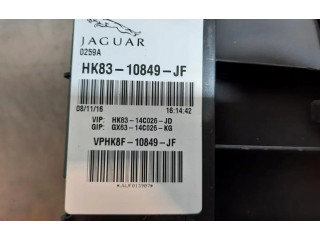 JAGUAR
0259A
HK83-10849-JF
08/11/16 16:14:42
VIP: HK83-14C026-JD
GIP: GX63-14C026-KG
VPHK8F-10849-JF